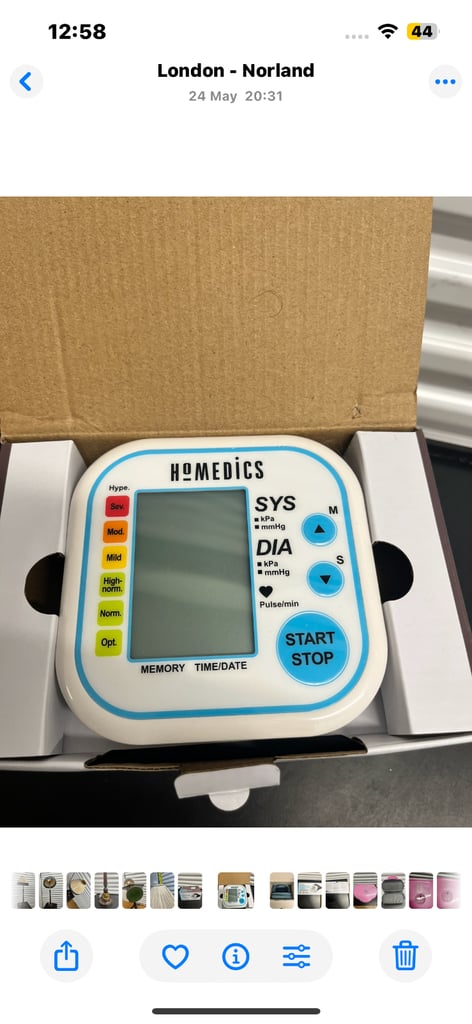 12:58
44
London - Norland
24 May 20:31
HoMEDICS
Hype.
Sev.
Mod.
Mild
High-
norm.
Norm.
Opt.
SYS
kPa
mmHg
M
DIA
kPa
mmHg
S
Pulse/min
START
STOP
MEMORY TIME/DATE